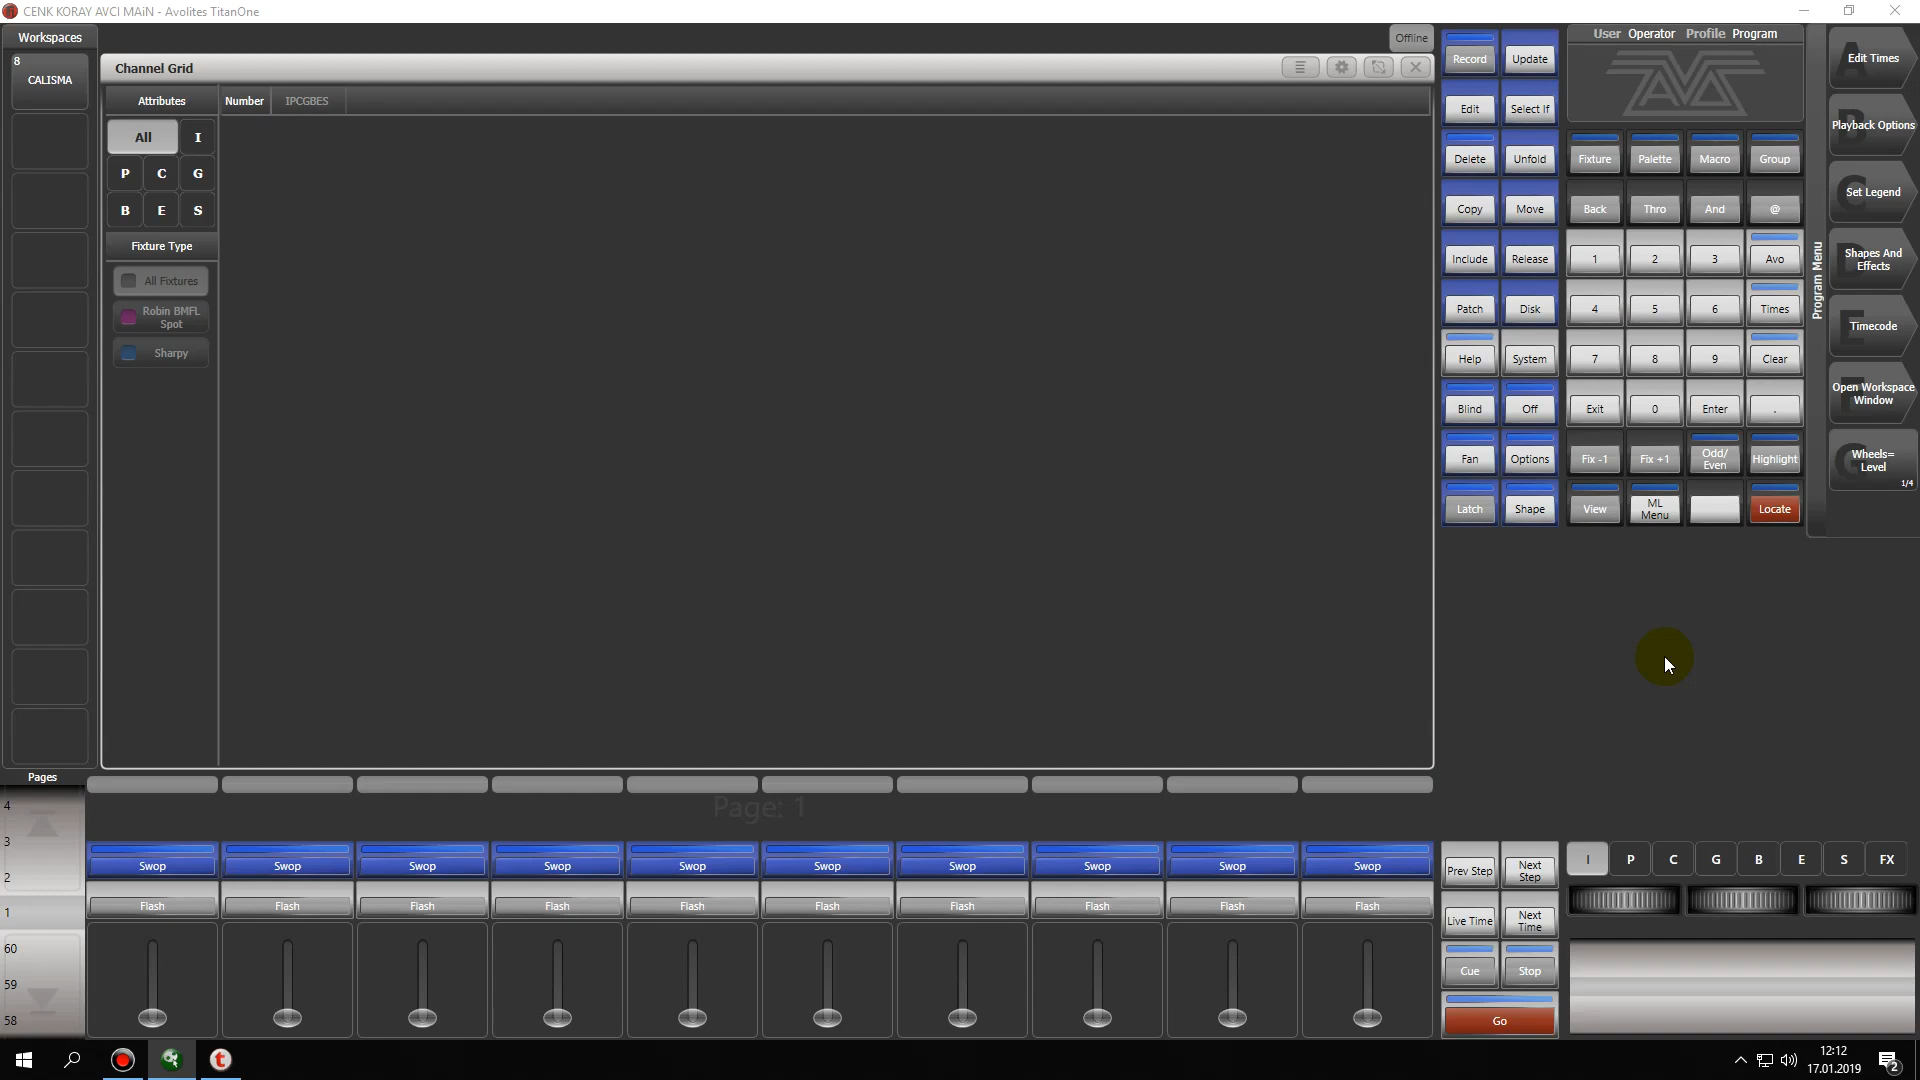 CENK KORAY AVCI MAiN - Avolites TitanOne
Workspaces
8
CALISMA
Offline
Channel Grid
Attributes
Number
IPCGBES
All
I
P
C
G
B
E
S
Fixture Type
All Fixtures
Robin BMFL
Spot
Sharpy
Record
Update
Edit
Select If
Delete
Unfold
Copy
Move
Include
Release
Patch
Disk
Help
System
Blind
Off
Fan
Options
Latch
Shape
User Operator Profile Program
Fixture
Palette
Macro
Group
Back
Thro
And
@
1
2
3
Avo
4
5
6
Times
7
8
9
Clear
Exit
0
Enter
.
Fix -1
Fix +1
Odd/
Even
Highlight
View
ML
Menu
Locate
Program Menu
A
Edit Times
B
Playback Options
C
Set Legend
D
Shapes And
Effects
E
Timecode
F
Open Workspace
Window
G
Wheels=
Level
1/4
Pages
4
3
2
1
60
59
58
Page: 1
Swop
Swop
Swop
Swop
Swop
Swop
Swop
Swop
Swop
Swop
Flash
Flash
Flash
Flash
Flash
Flash
Flash
Flash
Flash
Flash
Prev Step
Next
Step
Live Time
Next
Time
Cue
Stop
Go
I
P
C
G
B
E
S
FX
12:12
17.01.2019
2